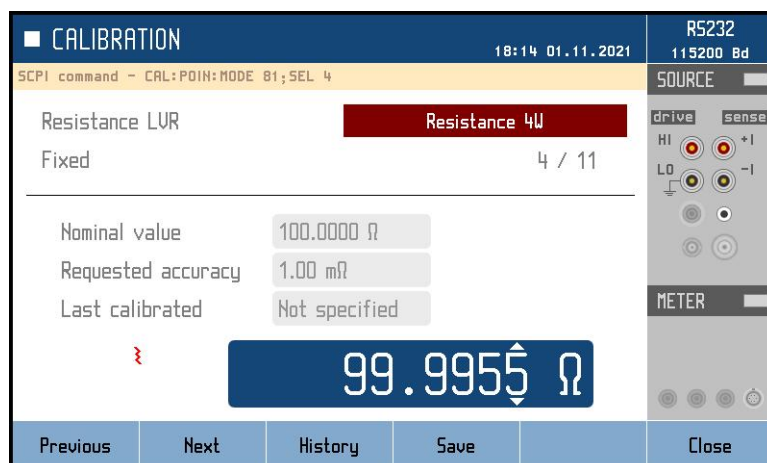 CALIBRATION
18:14 01.11.2021
RS232
115200 Bd
SCPI command - CAL:POIN:MODE 81;SEL 4
SOURCE
Resistance LVR
Resistance 4W
Fixed
4 / 11
drive sense
HI +I
LO -I
Nominal value 100.0000 Ω
Requested accuracy 1.00 mΩ
Last calibrated Not specified
METER
99.9955 Ω
Previous Next History Save Close